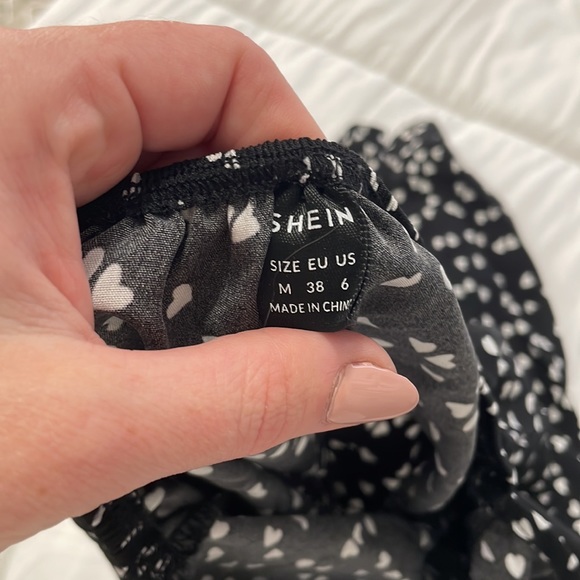 SHEIN
SIZE EU US
M 38 6
MADE IN CHINA